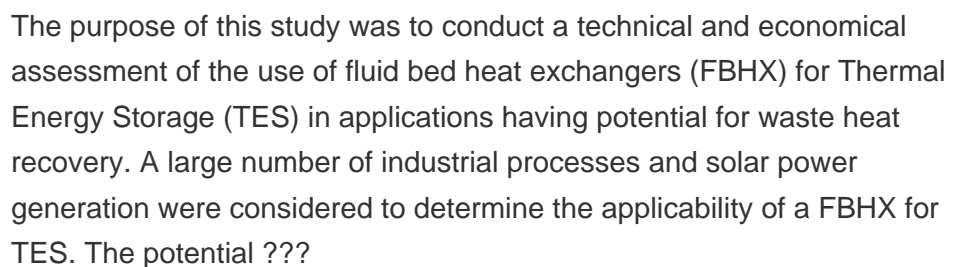 The purpose of this study was to conduct a technical and economical
assessment of the use of fluid bed heat exchangers (FBHX) for Thermal
Energy Storage (TES) in applications having potential for waste heat
recovery. A large number of industrial processes and solar power
generation were considered to determine the applicability of a FBHX for
TES. The potential ???